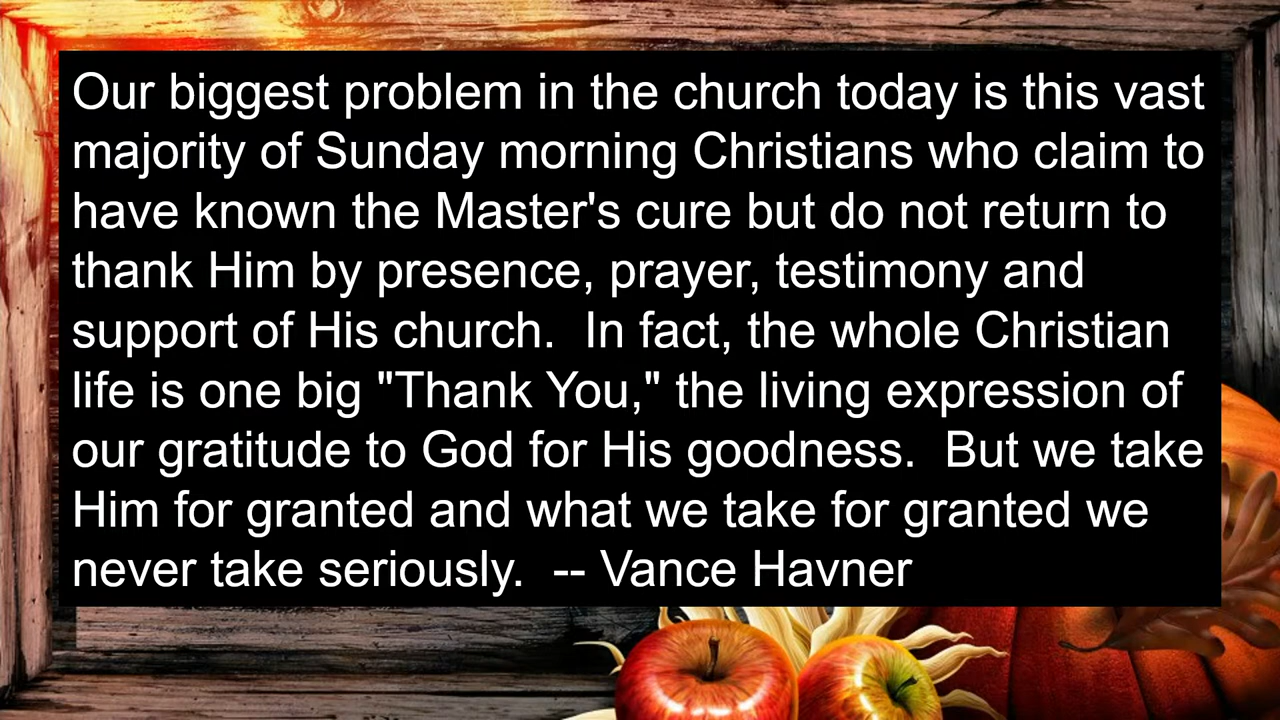 Our biggest problem in the church today is this vast
majority of Sunday morning Christians who claim to
have known the Master's cure but do not return to
thank Him by presence, prayer, testimony and
support of His church.  In fact, the whole Christian
life is one big "Thank You," the living expression of
our gratitude to God for His goodness.  But we take
Him for granted and what we take for granted we
never take seriously.  -- Vance Havner